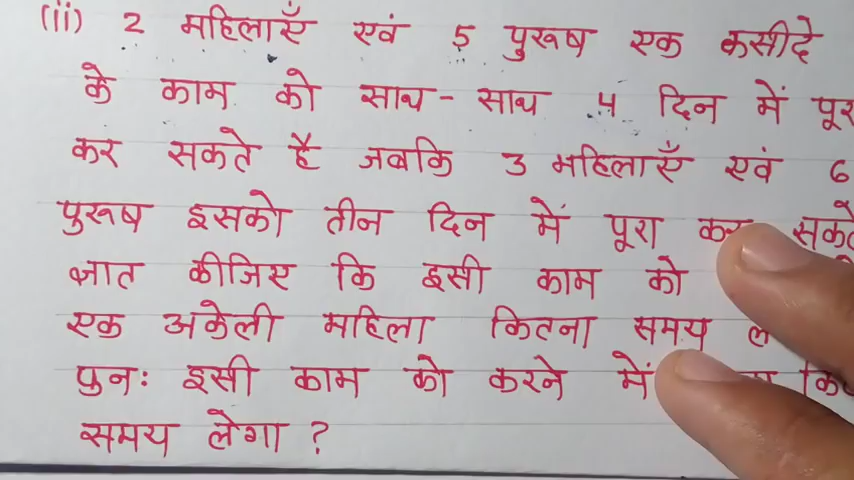 (ii) 2 महिलाएँ एवं 5 पुरूष एक कसीदे
के काम को साथ - साथ 4 दिन में
कर सकते है जबकि 3 महिलाएँ एवं 6
पुरूष इसको तीन दिन में पूरा कर सकते
ज्ञात कीजिए कि इसी काम को
एक अकेली महिला कितना समय
पुनः इसी काम को करने में
समय लेगा ?